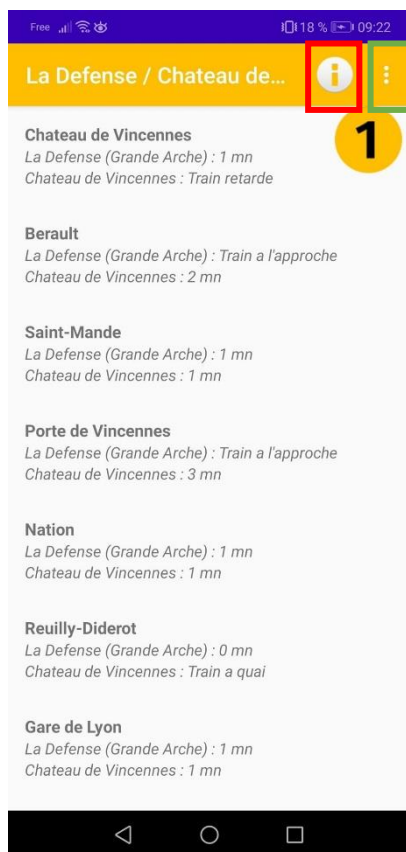 Free 18 % 09:22
La Defense / Chateau de...
i
1
Chateau de Vincennes
La Defense (Grande Arche) : 1 mn
Chateau de Vincennes : Train retarde
Berault
La Defense (Grande Arche) : Train a l'approche
Chateau de Vincennes : 2 mn
Saint-Mande
La Defense (Grande Arche) : 1 mn
Chateau de Vincennes : 1 mn
Porte de Vincennes
La Defense (Grande Arche) : Train a l'approche
Chateau de Vincennes : 3 mn
Nation
La Defense (Grande Arche) : 1 mn
Chateau de Vincennes : 1 mn
Reuilly-Diderot
La Defense (Grande Arche) : 0 mn
Chateau de Vincennes : Train a quai
Gare de Lyon
La Defense (Grande Arche) : 1 mn
Chateau de Vincennes : 1 mn